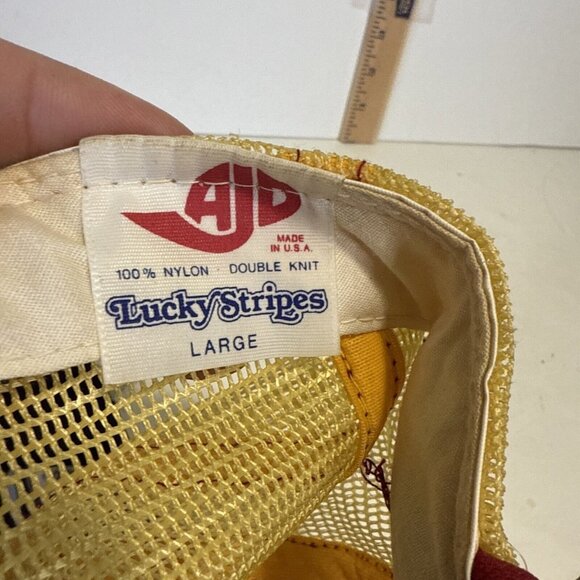 AJD
MADE
IN U.S.A.
100% NYLON · DOUBLE KNIT
Lucky Stripes
LARGE